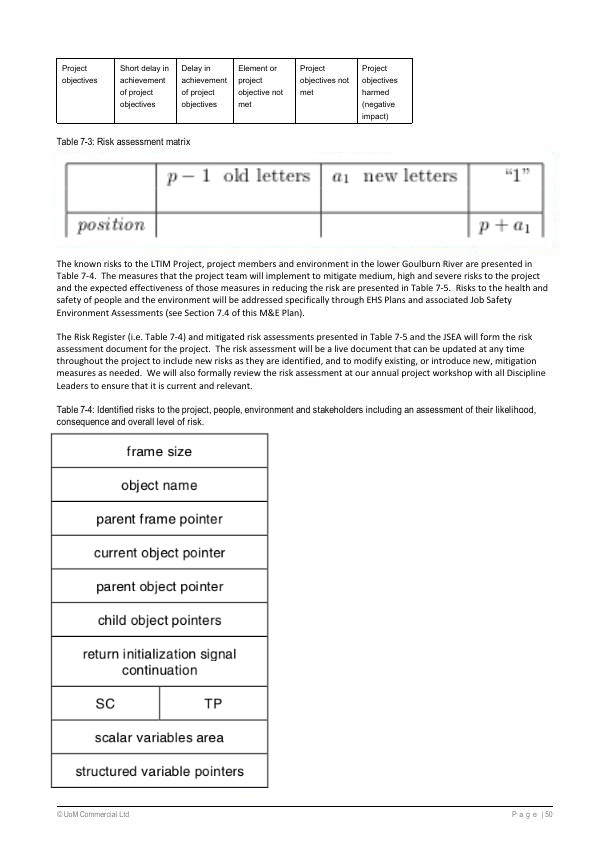 Project objectives
Short delay in achievement of project objectives
Delay in achievement of project objectives
Element or project objective not met
Project objectives not met
Project objectives harmed (negative impact)
Table 7-3: Risk assessment matrix
p − 1 old letters a₁ new letters “1”
position p + a₁
The known risks to the LTIM Project, project members and environment in the lower Goulburn River are presented in
Table 7-4. The measures that the project team will implement to mitigate medium, high and severe risks to the project
and the expected effectiveness of those measures in reducing the risk are presented in Table 7-5. Risks to the health and
safety of people and the environment will be addressed specifically through EHS Plans and associated Job Safety
Environment Assessments (see Section 7.4 of this M&E Plan).
The Risk Register (i.e. Table 7-4) and mitigated risk assessments presented in Table 7-5 and the JSEA will form the risk
assessment document for the project. The risk assessment will be a live document that can be updated at any time
throughout the project to include new risks as they are identified, and to modify existing, or introduce new, mitigation
measures as needed. We will also formally review the risk assessment at our annual project workshop with all Discipline
Leaders to ensure that it is current and relevant.
Table 7-4: Identified risks to the project, people, environment and stakeholders including an assessment of their likelihood,
consequence and overall level of risk.
frame size
object name
parent frame pointer
current object pointer
parent object pointer
child object pointers
return initialization signal
continuation
SC TP
scalar variables area
structured variable pointers
© UoM Commercial Ltd Page | 50